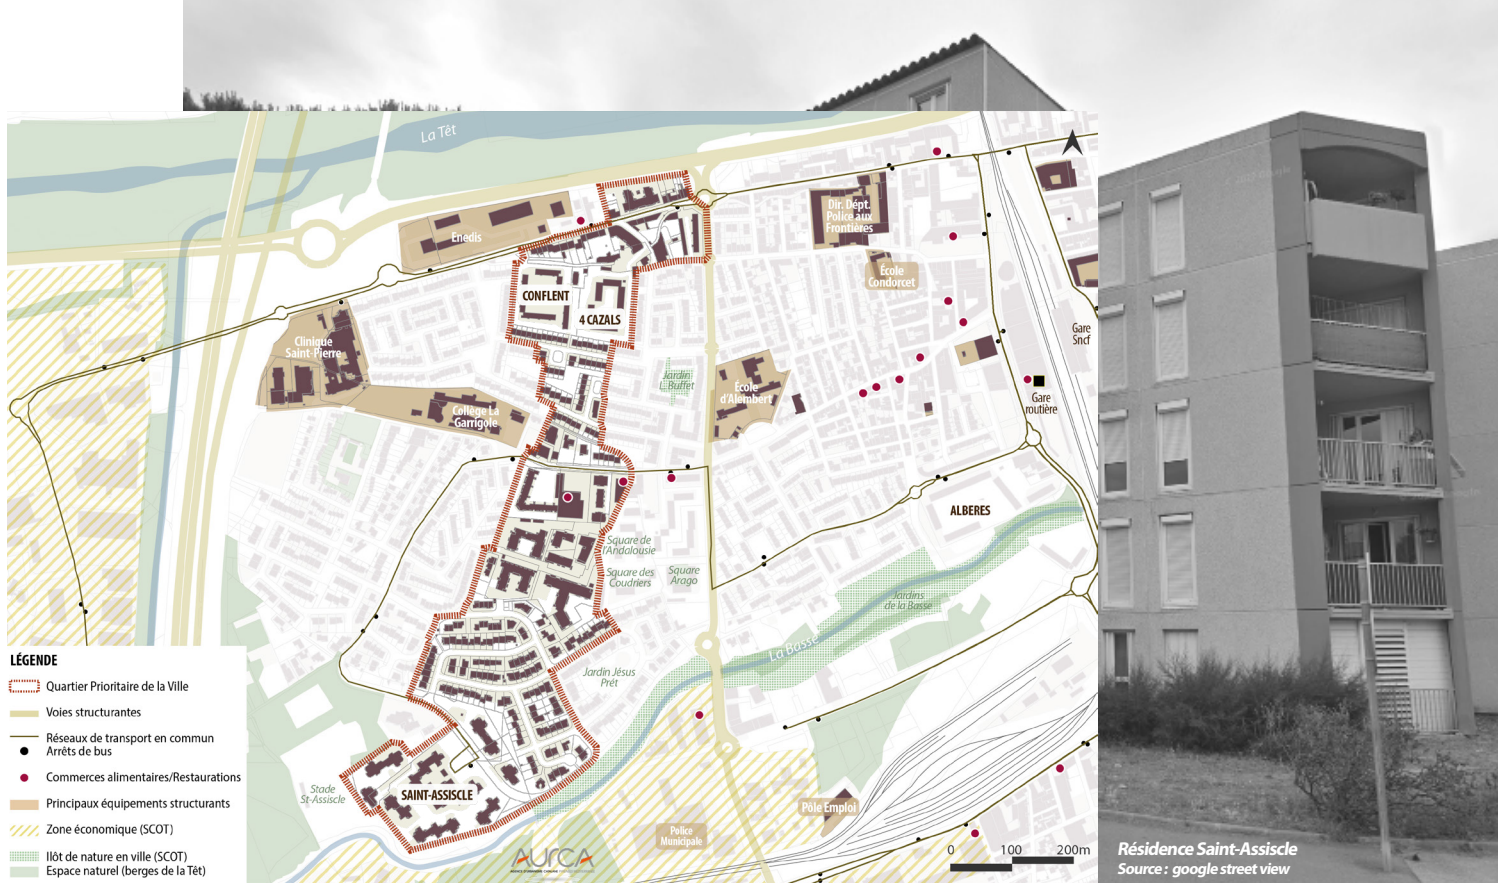 La Têt
Enedis
Dir. Dépt.
Police aux
Frontières
École
Condorcet
CONFLENT
4 CAZALS
Gare
Sncf
Clinique
Saint-Pierre
Jardin
L. Buffet
École
d'Alembert
Gare
routière
Collège La
Garrigole
ALBERES
Square de
l'Andalousie
Square des
Coudriers
Square
Arago
Jardins
de la Basse
La Basse
Jardin Jésus
Prêt
Stade
St-Assiscle
SAINT-ASSISCLE
Pôle Emploi
Police
Municipale
LÉGENDE
Quartier Prioritaire de la Ville
Voies structurantes
Réseaux de transport en commun
Arrêts de bus
Commerces alimentaires/Restaurations
Principaux équipements structurants
Zone économique (SCOT)
Ilôt de nature en ville (SCOT)
Espace naturel (berges de la Têt)
AURCA
0 100 200m
Résidence Saint-Assiscle
Source : google street view